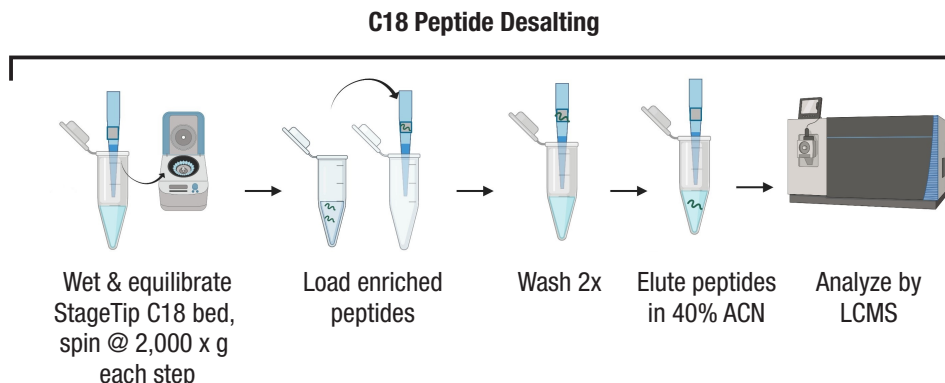 C18 Peptide Desalting
Wet & equilibrate
StageTip C18 bed,
spin @ 2,000 x g
each step
Load enriched
peptides
Wash 2x
Elute peptides
in 40% ACN
Analyze by
LCMS